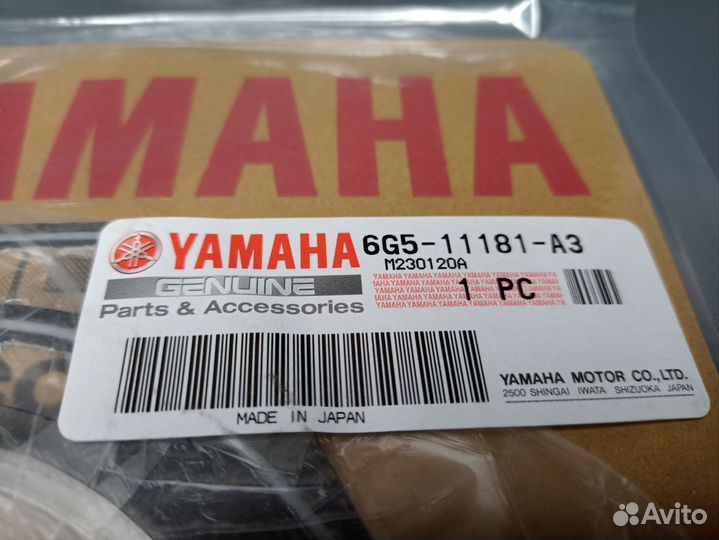 YAMAHA
YAMAHA 6G5-11181-A3
GENUINE M230120A
Parts & Accessories 1 PC
YAMAHA MOTOR CO., LTD.
2500 SHINGAI IWATA SHIZUOKA JAPAN
MADE IN JAPAN
Avito